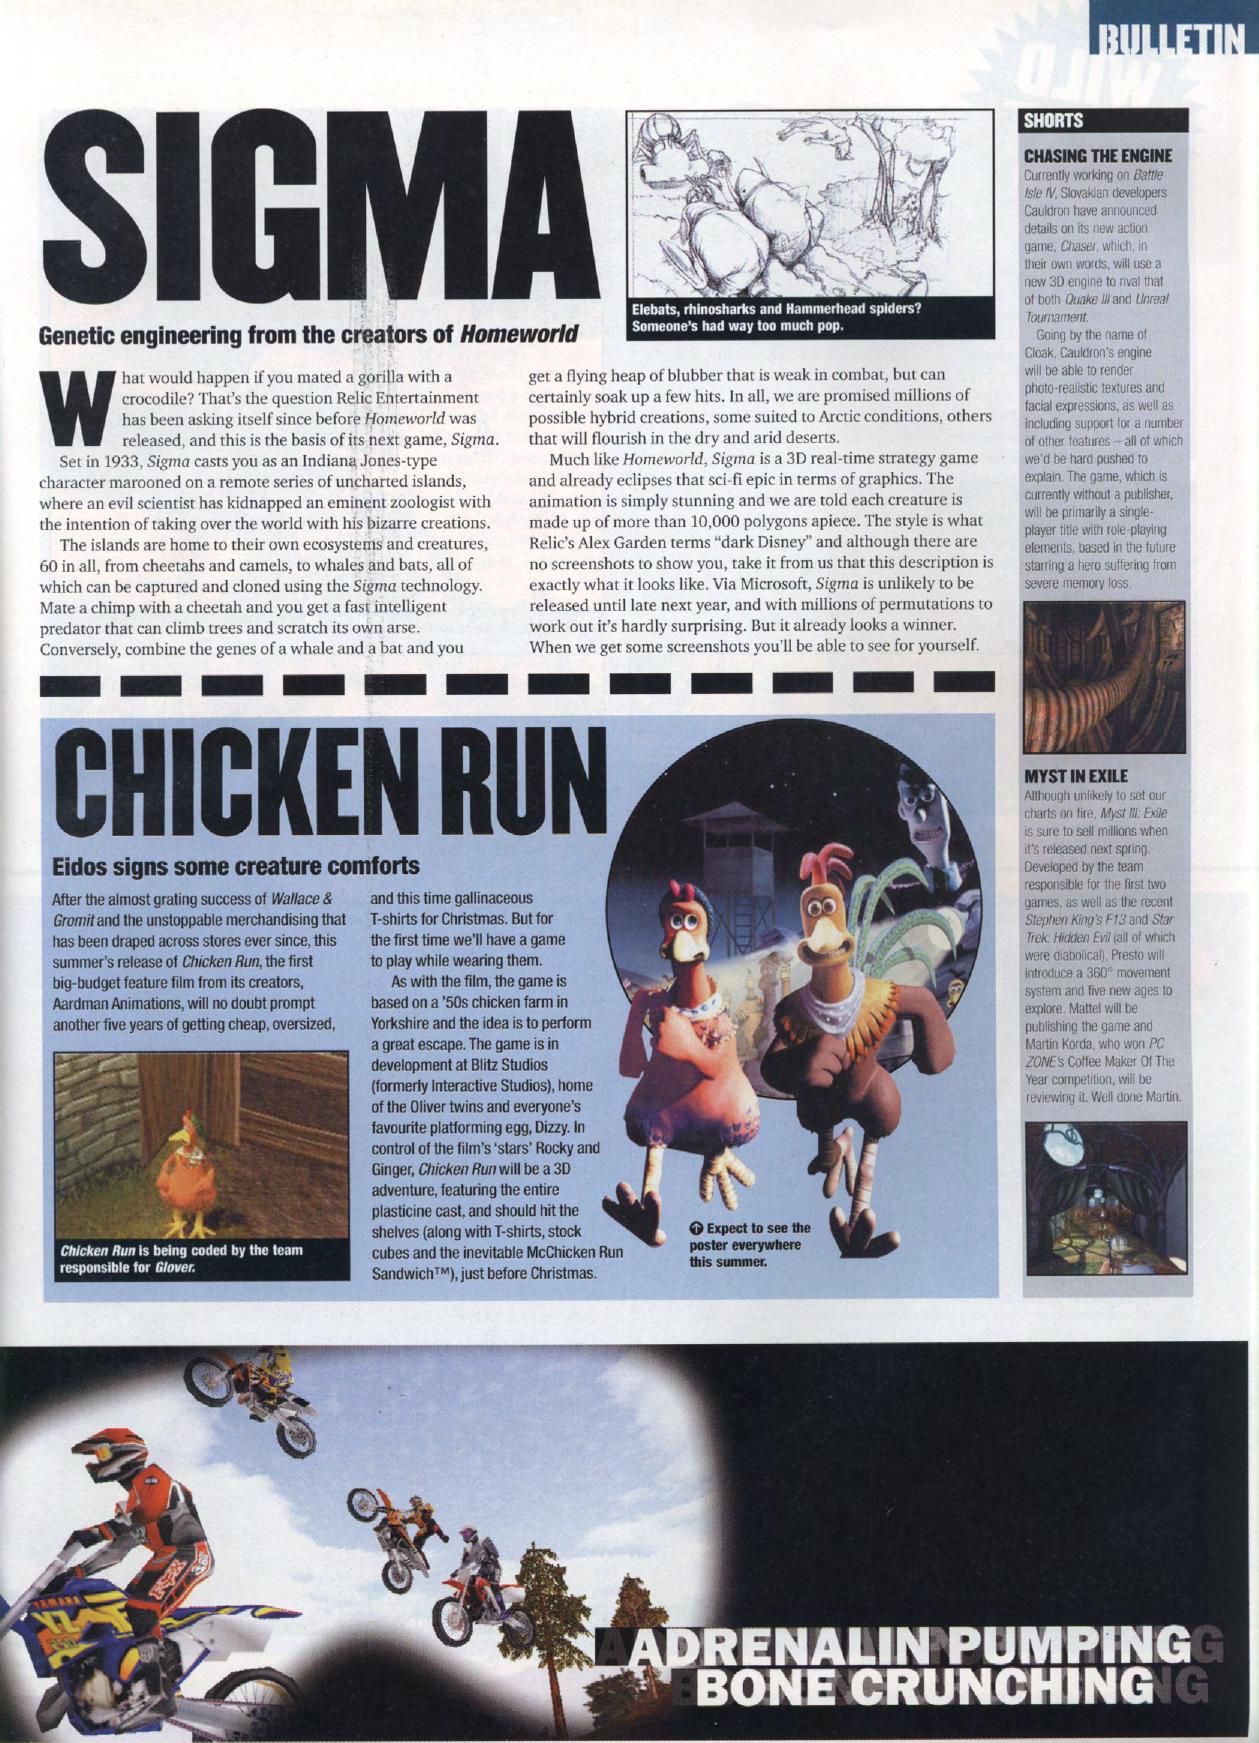 BULLETIN
SIGMA
Genetic engineering from the creators of Homeworld
Elebats, rhinosharks and Hammerhead spiders?
Someone's had way too much pop.
What would happen if you mated a gorilla with a
crocodile? That's the question Relic Entertainment
has been asking itself since before Homeworld was
released, and this is the basis of its next game, Sigma.
Set in 1933, Sigma casts you as an Indiana Jones-type
character marooned on a remote series of uncharted islands,
where an evil scientist has kidnapped an eminent zoologist with
the intention of taking over the world with his bizarre creations.
The islands are home to their own ecosystems and creatures,
60 in all, from cheetahs and camels, to whales and bats, all of
which can be captured and cloned using the Sigma technology.
Mate a chimp with a cheetah and you get a fast intelligent
predator that can climb trees and scratch its own arse.
Conversely, combine the genes of a whale and a bat and you
get a flying heap of blubber that is weak in combat, but can
certainly soak up a few hits. In all, we are promised millions of
possible hybrid creations, some suited to Arctic conditions, others
that will flourish in the dry and arid deserts.
Much like Homeworld, Sigma is a 3D real-time strategy game
and already eclipses that sci-fi epic in terms of graphics. The
animation is simply stunning and we are told each creature is
made up of more than 10,000 polygons apiece. The style is what
Relic's Alex Garden terms "dark Disney" and although there are
no screenshots to show you, take it from us that this description is
exactly what it looks like. Via Microsoft, Sigma is unlikely to be
released until late next year, and with millions of permutations to
work out it's hardly surprising. But it already looks a winner.
When we get some screenshots you'll be able to see for yourself.
CHICKEN RUN
Eidos signs some creature comforts
After the almost grating success of Wallace &
Gromit and the unstoppable merchandising that
has been draped across stores ever since, this
summer's release of Chicken Run, the first
big-budget feature film from its creators,
Aardman Animations, will no doubt prompt
another five years of getting cheap, oversized,
Chicken Run is being coded by the team
responsible for Glover.
and this time gallinaceous
T-shirts for Christmas. But for
the first time we'll have a game
to play while wearing them.
As with the film, the game is
based on a '50s chicken farm in
Yorkshire and the idea is to perform
a great escape. The game is in
development at Blitz Studios
(formerly Interactive Studios), home
of the Oliver twins and everyone's
favourite platforming egg, Dizzy. In
control of the film's 'stars' Rocky and
Ginger, Chicken Run will be a 3D
adventure, featuring the entire
plasticine cast, and should hit the
shelves (along with T-shirts, stock
cubes and the inevitable McChicken Run
Sandwich™), just before Christmas.
Expect to see the
poster everywhere
this summer.
SHORTS
CHASING THE ENGINE
Currently working on Battle
Isle IV, Slovakian developers
Cauldron have announced
details on its new action
game, Chaser, which, in
their own words, will use a
new 3D engine to rival that
of both Quake III and Unreal
Tournament.
Going by the name of
Cloak, Cauldron's engine
will be able to render
photo-realistic textures and
facial expressions, as well as
including support for a number
of other features – all of which
we'd be hard pushed to
explain. The game, which is
currently without a publisher,
will be primarily a single-
player title with role-playing
elements, based in the future
starring a hero suffering from
severe memory loss.
MYST IN EXILE
Although unlikely to set our
charts on fire, Myst III: Exile
is sure to sell millions when
it's released next spring.
Developed by the team
responsible for the first two
games, as well as the recent
Stephen King's F13 and Star
Trek: Hidden Evil (all of which
were diabolical), Presto will
introduce a 360° movement
system and five new ages to
explore. Mattel will be
publishing the game and
Martin Korda, who won PC
ZONE's Coffee Maker Of The
Year competition, will be
reviewing it. Well done Martin.
YAMAHA
FOX
ADRENALIN PUMPING
BONE CRUNCHING